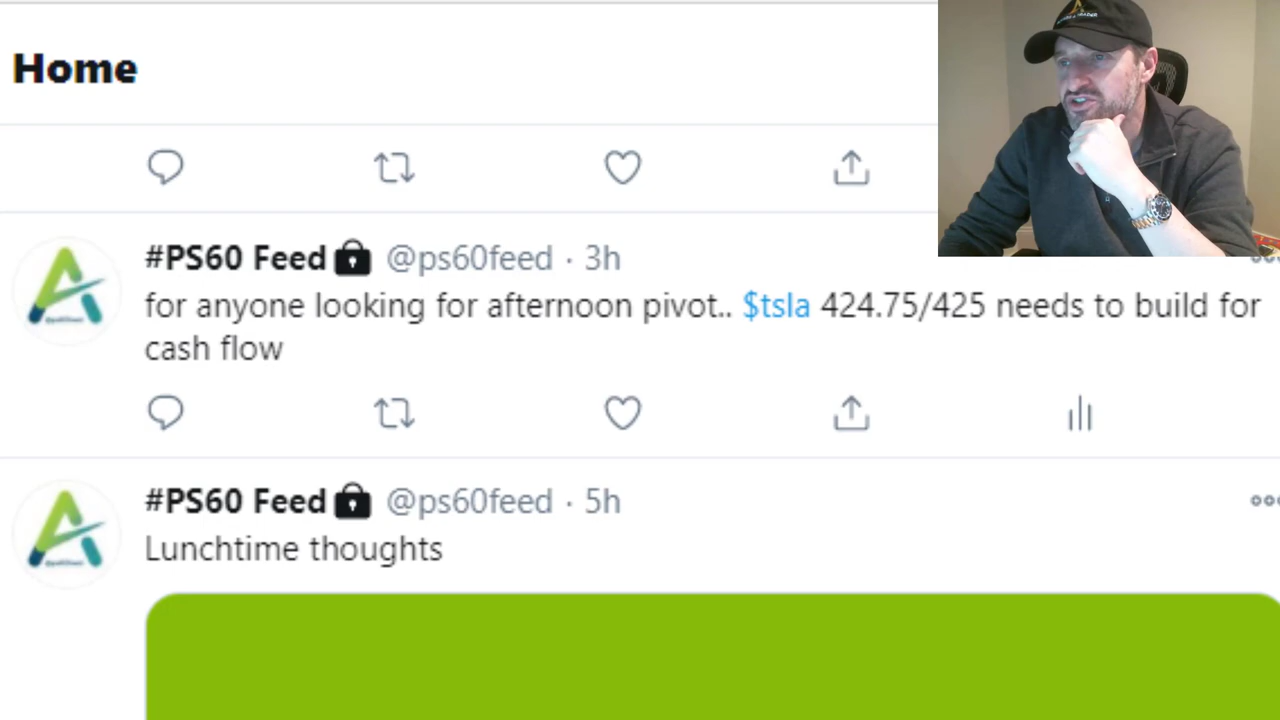 Home
#PS60 Feed @ps60feed · 3h
for anyone looking for afternoon pivot.. $tsla 424.75/425 needs to build for
cash flow
#PS60 Feed @ps60feed · 5h
Lunchtime thoughts